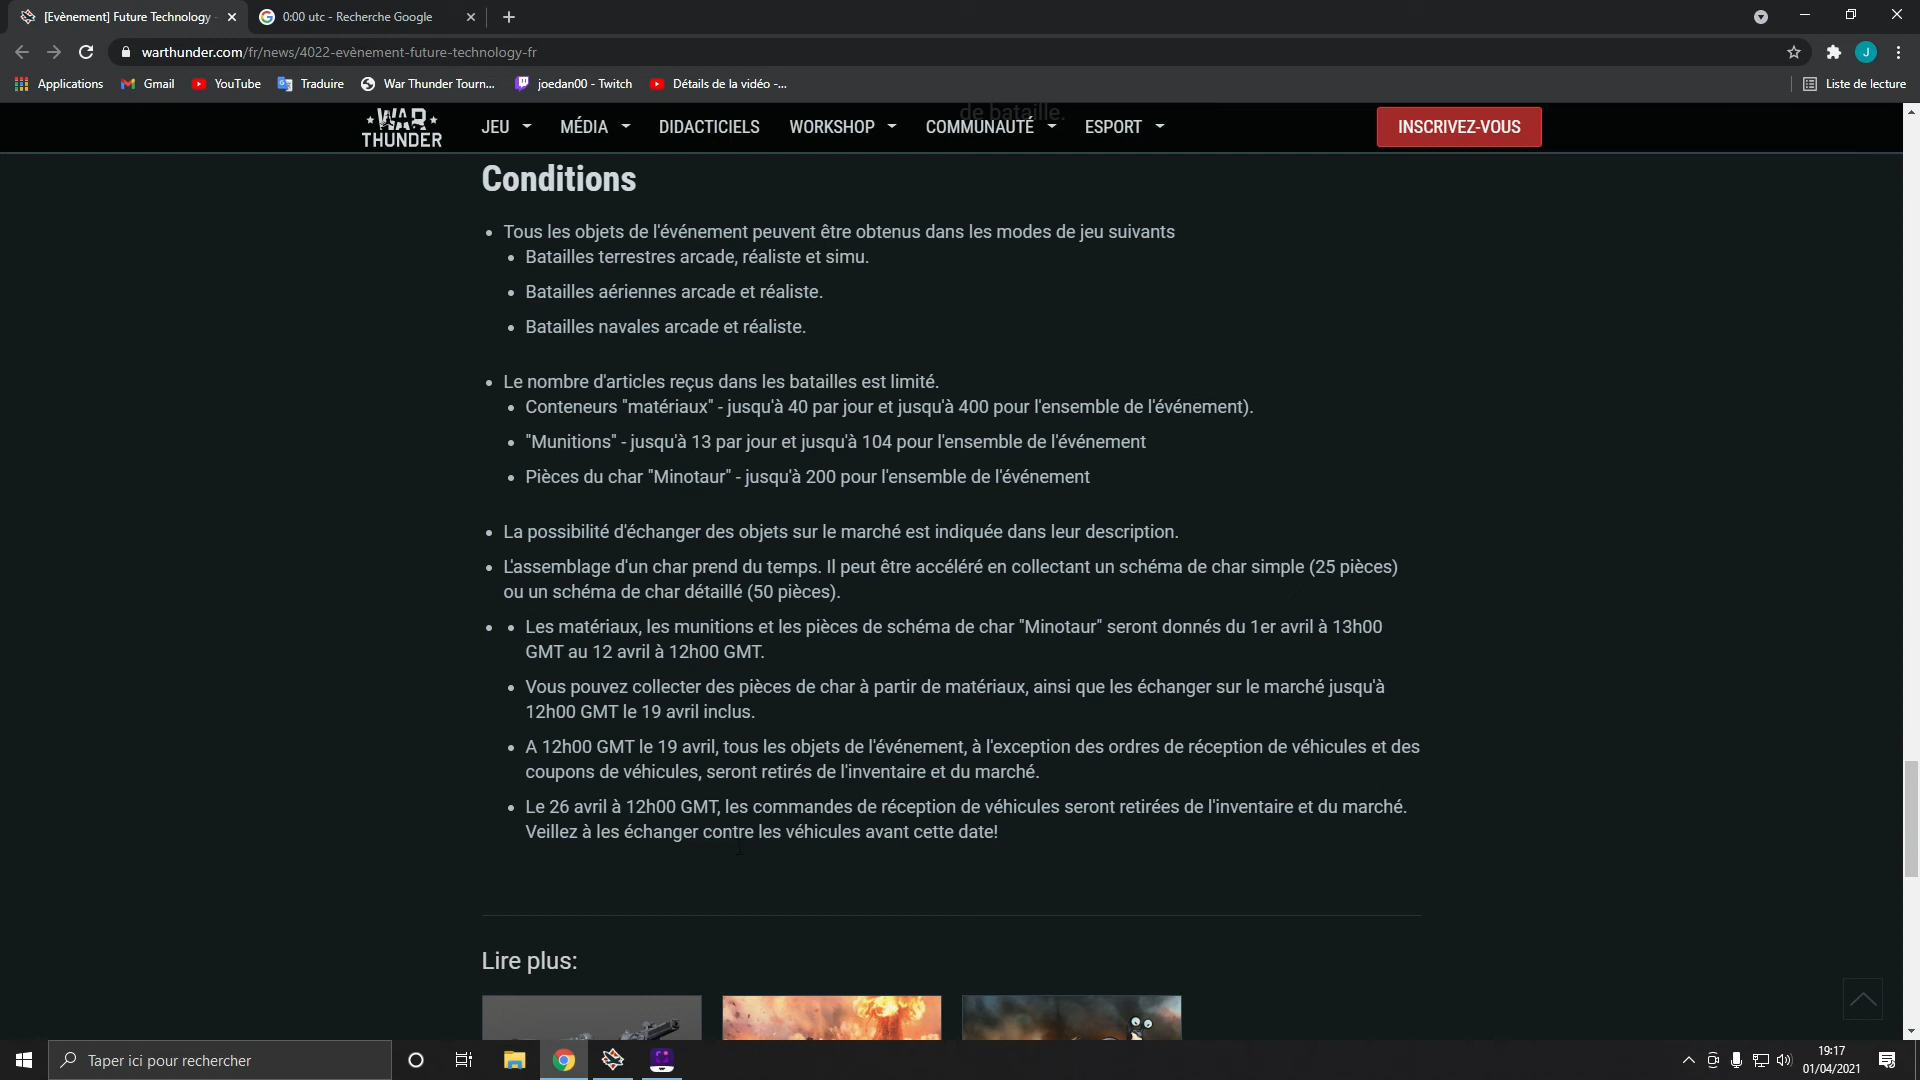 [Evènement] Future Technology
0:00 utc - Recherche Google
warthunder.com/fr/news/4022-evènement-future-technology-fr
J
Applications
Gmail
YouTube
Traduire
War Thunder Tourn...
joedan00 - Twitch
Détails de la vidéo -...
Liste de lecture
de bataille.
WAR
THUNDER
JEU
MÉDIA
DIDACTICIELS
WORKSHOP
COMMUNAUTÉ
ESPORT
INSCRIVEZ-VOUS
Conditions
Tous les objets de l'événement peuvent être obtenus dans les modes de jeu suivants
Batailles terrestres arcade, réaliste et simu.
Batailles aériennes arcade et réaliste.
Batailles navales arcade et réaliste.
Le nombre d'articles reçus dans les batailles est limité.
Conteneurs "matériaux" - jusqu'à 40 par jour et jusqu'à 400 pour l'ensemble de l'événement).
"Munitions" - jusqu'à 13 par jour et jusqu'à 104 pour l'ensemble de l'événement
Pièces du char "Minotaur" - jusqu'à 200 pour l'ensemble de l'événement
La possibilité d'échanger des objets sur le marché est indiquée dans leur description.
L'assemblage d'un char prend du temps. Il peut être accéléré en collectant un schéma de char simple (25 pièces)
ou un schéma de char détaillé (50 pièces).
Les matériaux, les munitions et les pièces de schéma de char "Minotaur" seront donnés du 1er avril à 13h00
GMT au 12 avril à 12h00 GMT.
Vous pouvez collecter des pièces de char à partir de matériaux, ainsi que les échanger sur le marché jusqu'à
12h00 GMT le 19 avril inclus.
A 12h00 GMT le 19 avril, tous les objets de l'événement, à l'exception des ordres de réception de véhicules et des
coupons de véhicules, seront retirés de l'inventaire et du marché.
Le 26 avril à 12h00 GMT, les commandes de réception de véhicules seront retirées de l'inventaire et du marché.
Veillez à les échanger contre les véhicules avant cette date!
Lire plus:
Taper ici pour rechercher
19:17
01/04/2021